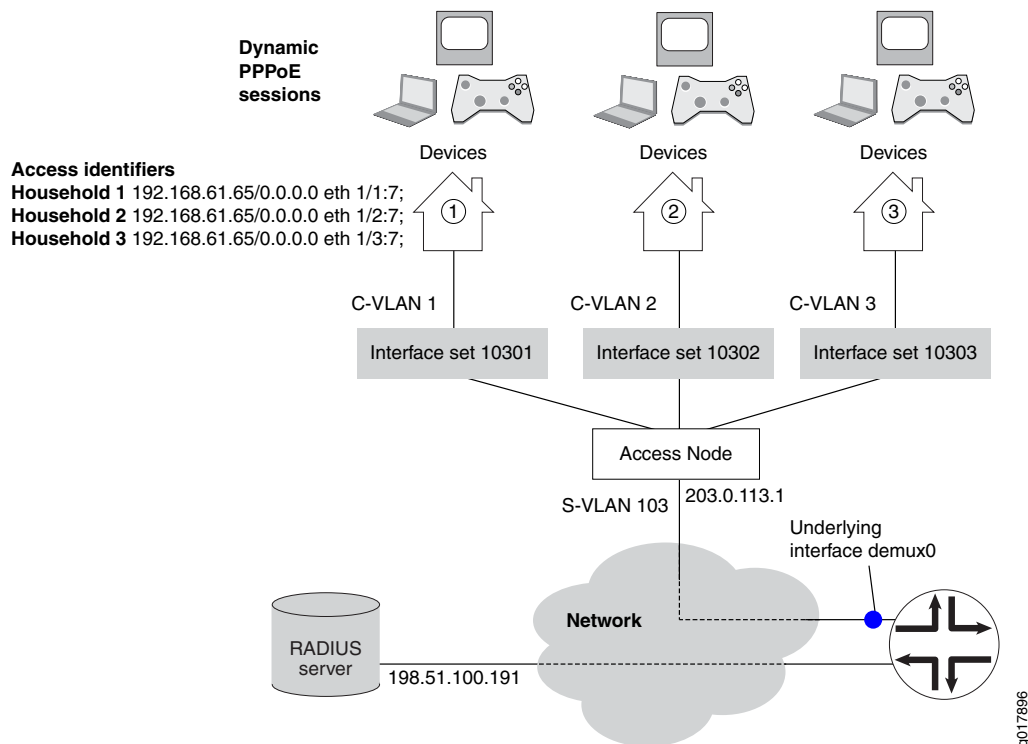 Dynamic
PPPoE
sessions
Devices
Devices
Devices
Access identifiers
Household 1 192.168.61.65/0.0.0.0 eth 1/1:7;
Household 2 192.168.61.65/0.0.0.0 eth 1/2:7;
Household 3 192.168.61.65/0.0.0.0 eth 1/3:7;
1
2
3
C-VLAN 1
C-VLAN 2
C-VLAN 3
Interface set 10301
Interface set 10302
Interface set 10303
Access Node
S-VLAN 103
203.0.113.1
Underlying
interface demux0
Network
RADIUS
server
198.51.100.191
g017896